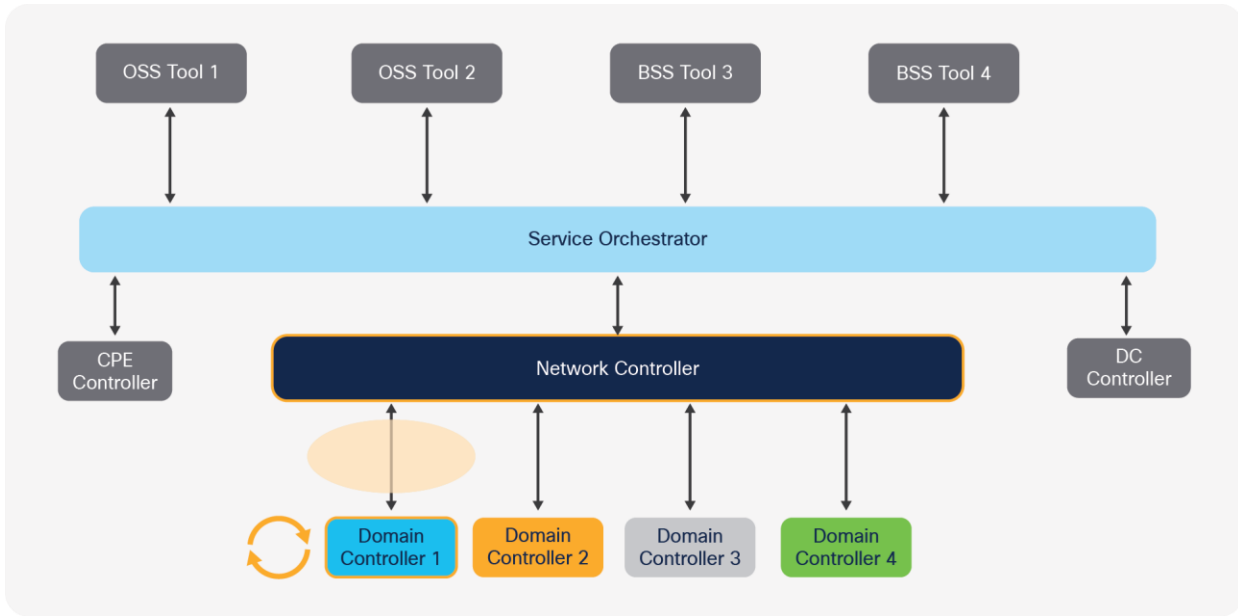 OSS Tool 1
OSS Tool 2
BSS Tool 3
BSS Tool 4
Service Orchestrator
CPE
Controller
Network Controller
DC
Controller
Domain
Controller 1
Domain
Controller 2
Domain
Controller 3
Domain
Controller 4